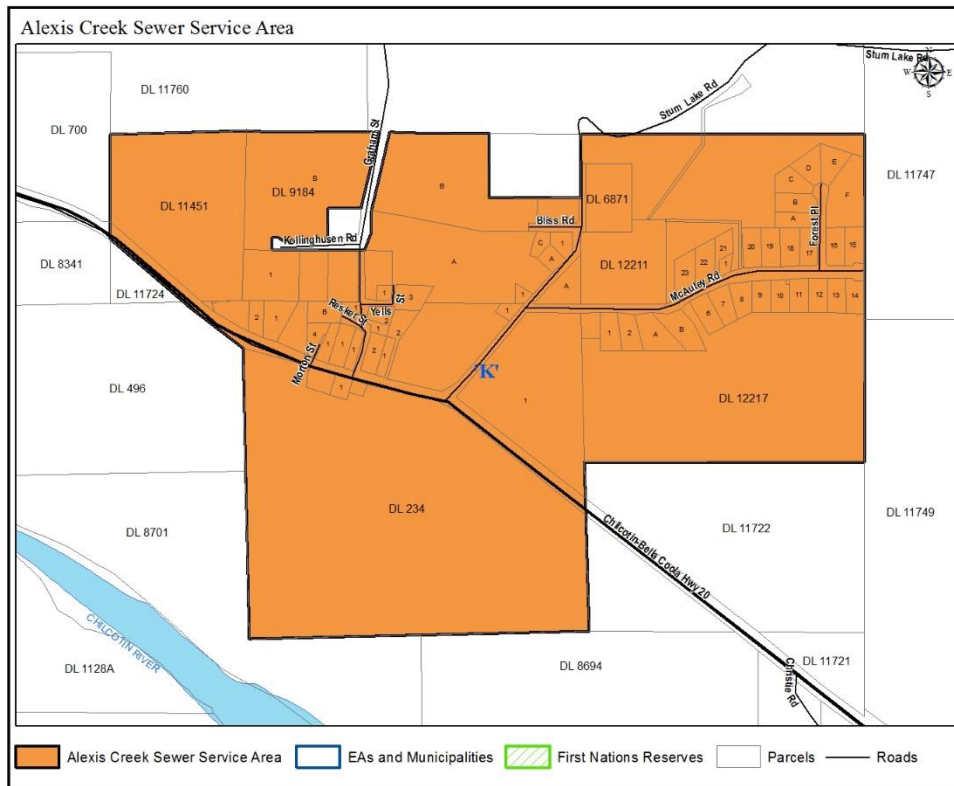 Alexis Creek Sewer Service Area
Stum Lake Rd
N
W E
S
DL 11760
DL 700
Graham St
Stum Lake Rd
DL 11747
B
DL 9184
B
DL 6871
C
D
E
F
B
A
Forest Pl
DL 11451
Kellinghusen Rd
Bliss Rd
C 1
A
A
DL 12211
23 22 21
1
20 19 18 17 16 15
McAuley Rd
DL 8341
DL 11724
1
1
3
Yells St
Resker St
A
1
1
6 7 8 9 10 11 12 13 14
2 1
B
4
1 1 1
1
2
2
2 1
1
Morton St
1 2 A B
'K'
1
DL 496
DL 12217
DL 234
DL 8701
DL 11722
DL 11749
Chilcotin-Bella Coola Hwy 20
CHILCOTIN RIVER
DL 1128A
DL 8694
DL 11721
Christie Rd
Alexis Creek Sewer Service Area EAs and Municipalities First Nations Reserves Parcels Roads